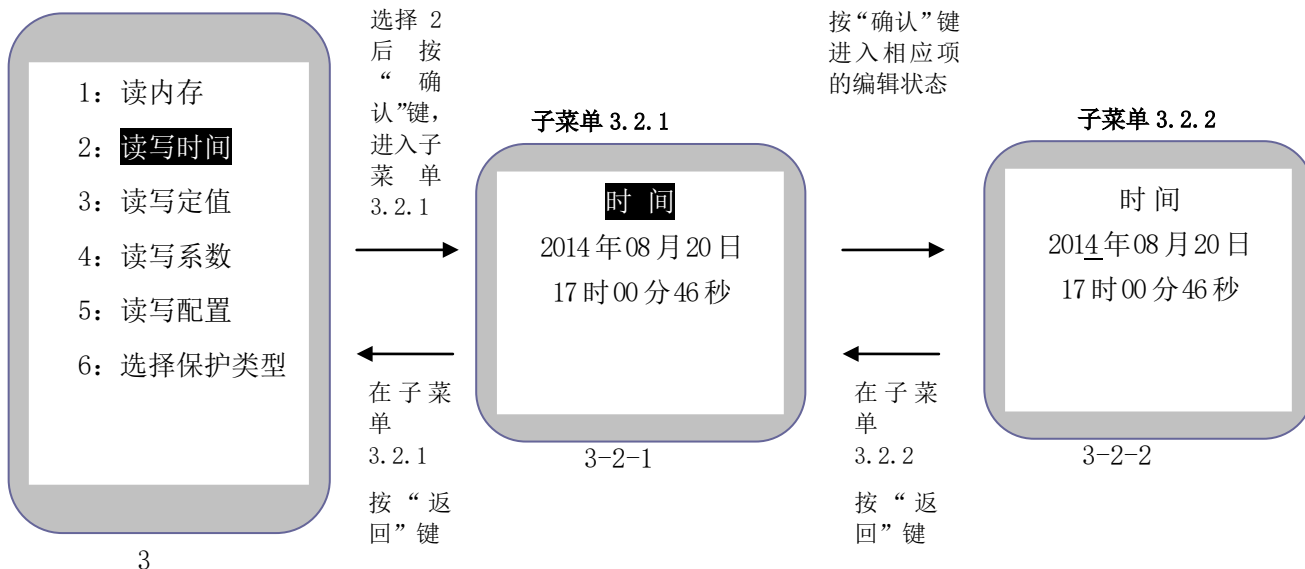 1：读内存
2：读写时间
3：读写定值
4：读写系数
5：读写配置
6：选择保护类型
3
选择 2
后 按
“ 确
认”键，
进入子
菜 单
3.2.1
在 子 菜
单
3.2.1
按 “ 返
回” 键
子菜单 3.2.1
时 间
2014 年 08 月 20 日
17 时 00 分 46 秒
3-2-1
按“确认”键
进入相应项
的编辑状态
在 子 菜
单
3.2.2
按 “ 返
回” 键
子菜单 3.2.2
时 间
2014 年 08 月 20 日
17 时 00 分 46 秒
3-2-2